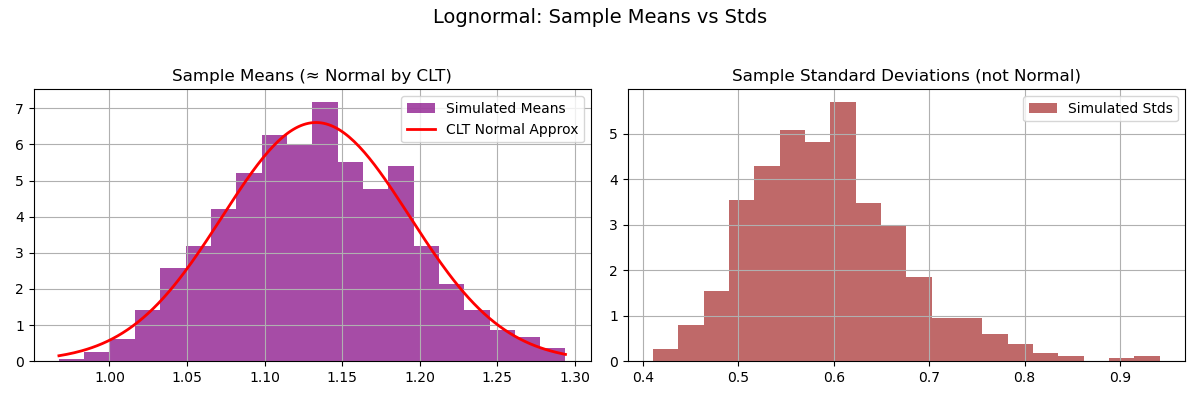 Lognormal: Sample Means vs Stds
Sample Means (≈ Normal by CLT)
Simulated Means
CLT Normal Approx
7
6
5
4
3
2
1
0
1.00 1.05 1.10 1.15 1.20 1.25 1.30
Sample Standard Deviations (not Normal)
Simulated Stds
5
4
3
2
1
0
0.4 0.5 0.6 0.7 0.8 0.9